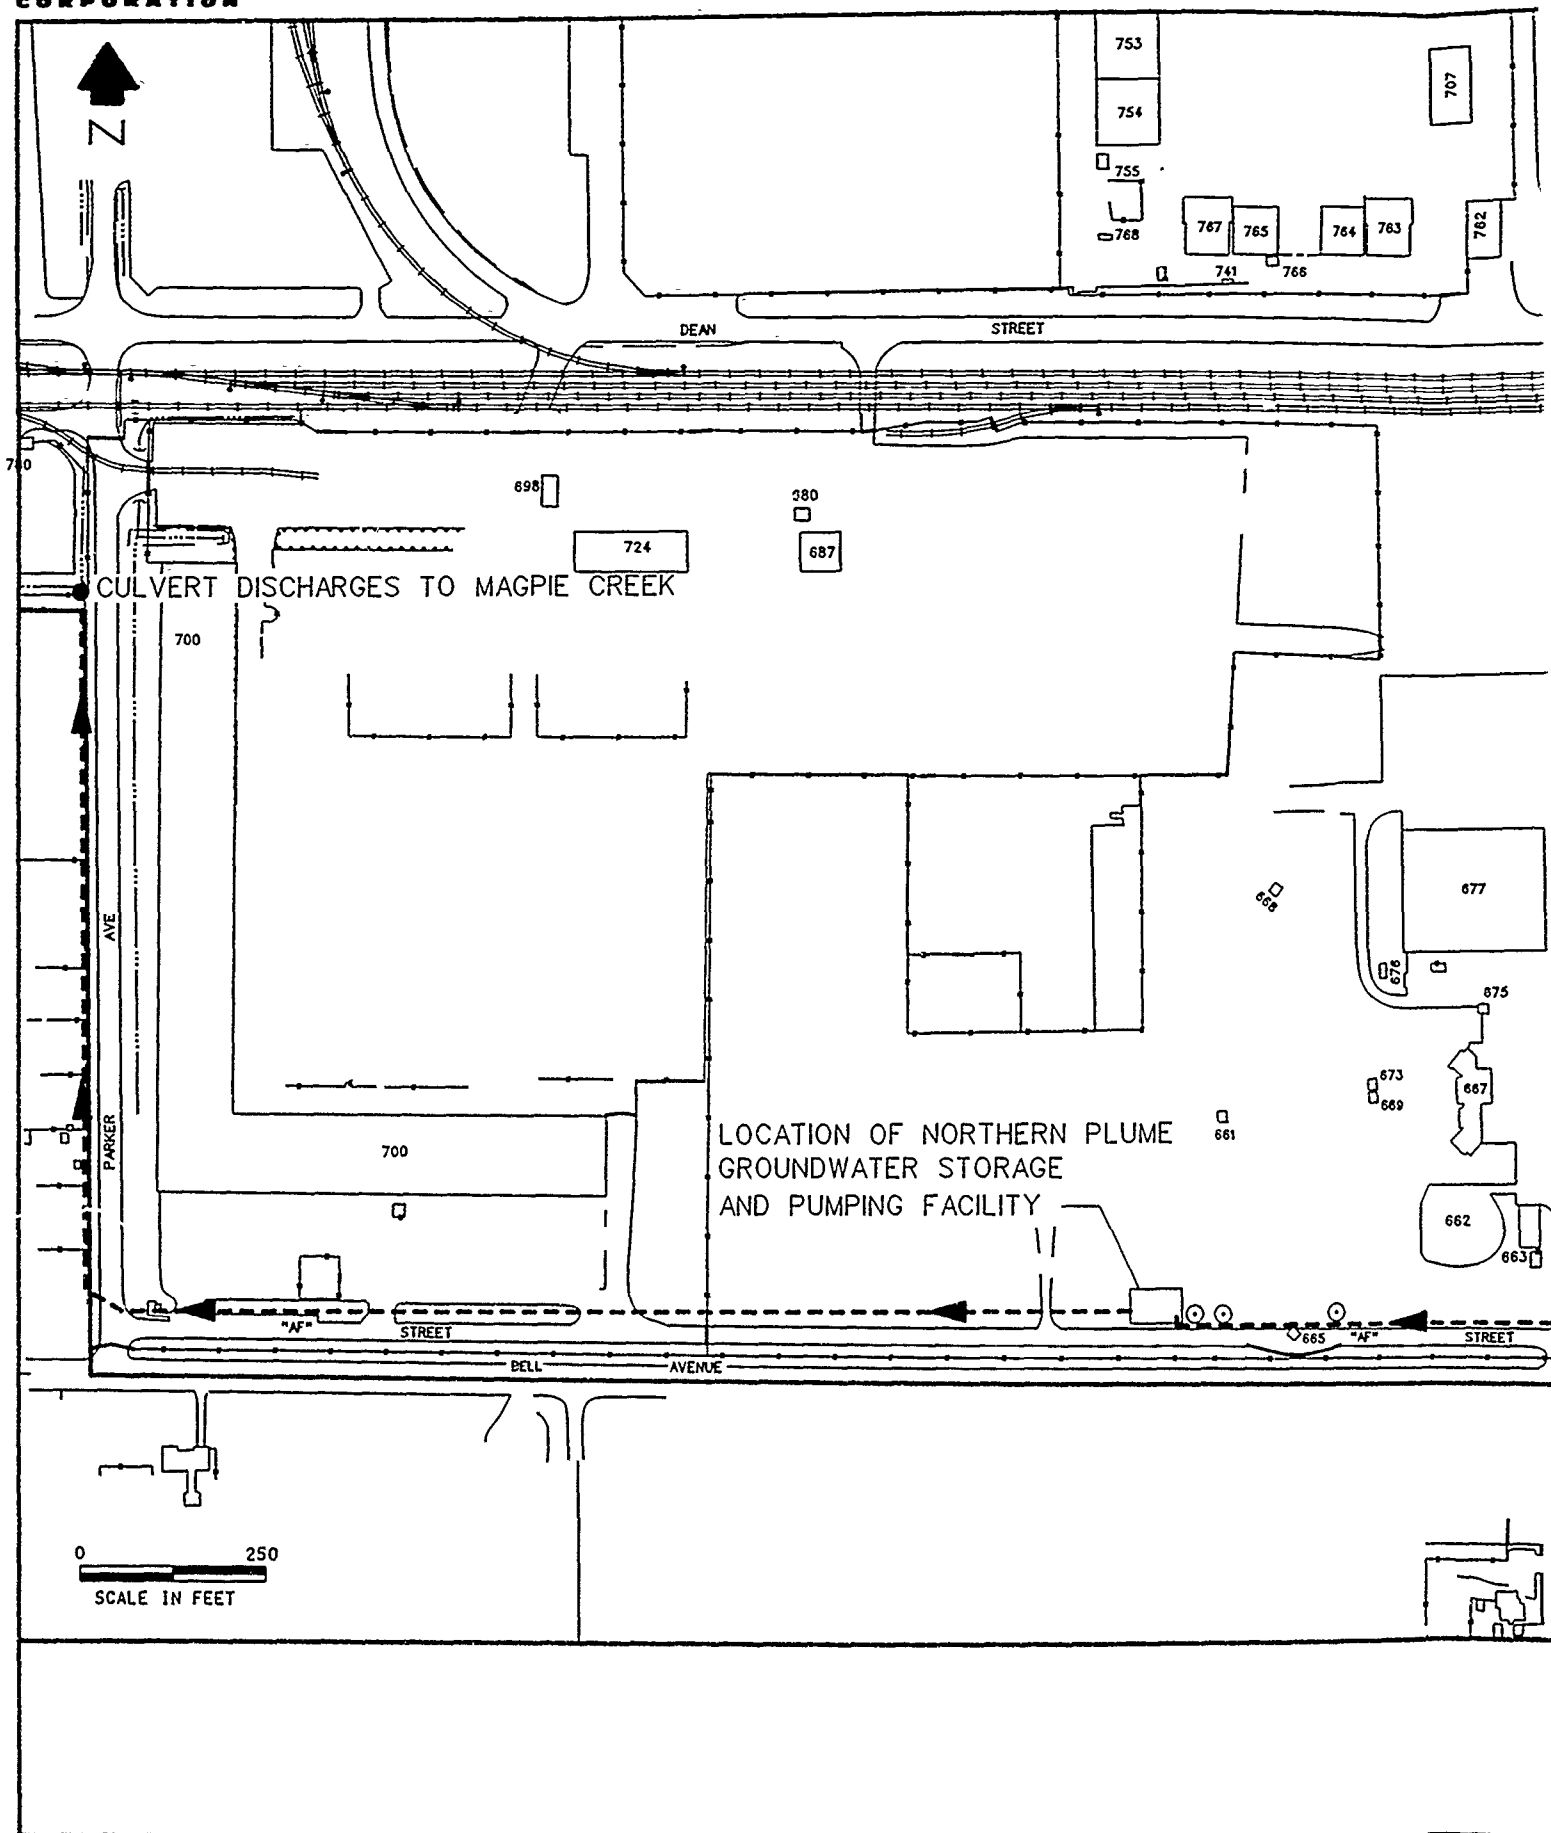 CORPORATION
N
753
754
707
755
768
767
765
764
763
762
741
766
DEAN STREET
698
680
724
687
CULVERT DISCHARGES TO MAGPIE CREEK
700
677
668
676
675
PARKER AVE
673
669
667
661
LOCATION OF NORTHERN PLUME
GROUNDWATER STORAGE
AND PUMPING FACILITY
700
662
663
"AF" STREET
665
"AF" STREET
BELL AVENUE
0 250
SCALE IN FEET